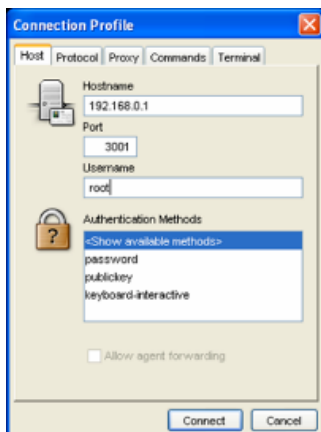 Connection Profile
Host Protocol Proxy Commands Terminal
Hostname
192.168.0.1
Port
3001
Username
root
Authentication Methods
<Show available methods>
password
publickey
keyboard-interactive
Allow agent forwarding
Connect Cancel